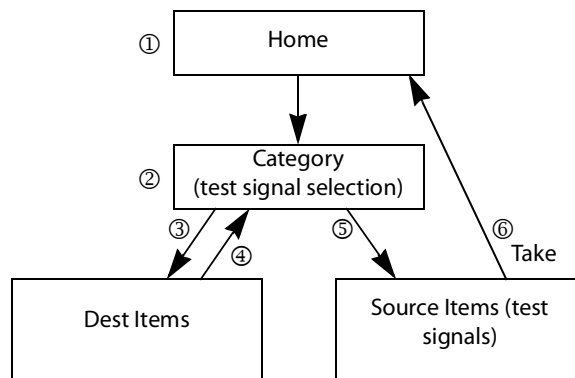 ① Home
② Category
(test signal selection)
③ ④ ⑤ ⑥
Take
Dest Items
Source Items (test
signals)